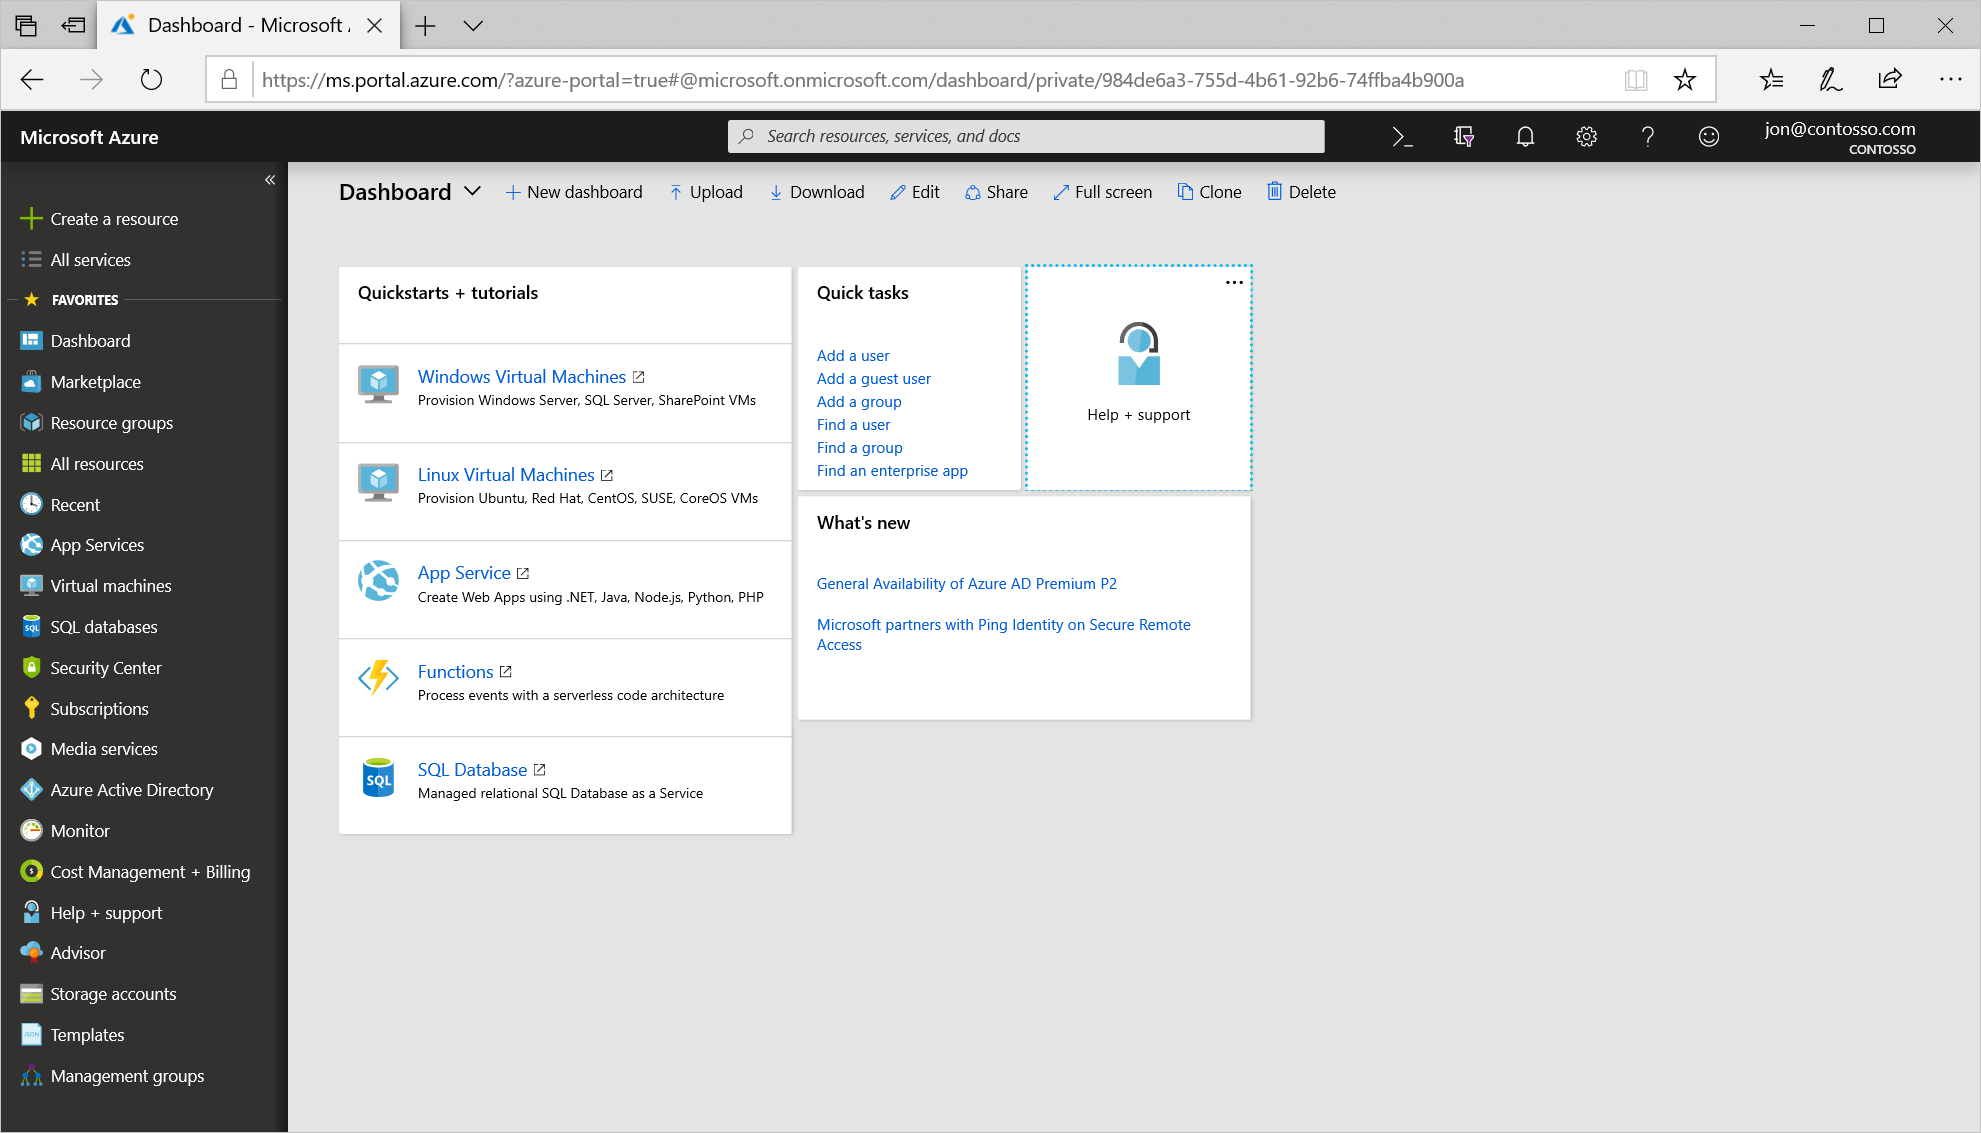 Dashboard - Microsoft
https://ms.portal.azure.com/?azure-portal=true#@microsoft.onmicrosoft.com/dashboard/private/984de6a3-755d-4b61-92b6-74ffba4b900a
Microsoft Azure
Search resources, services, and docs
jon@contosso.com
CONTOSSO
Create a resource
All services
FAVORITES
Dashboard
Marketplace
Resource groups
All resources
Recent
App Services
Virtual machines
SQL databases
Security Center
Subscriptions
Media services
Azure Active Directory
Monitor
Cost Management + Billing
Help + support
Advisor
Storage accounts
Templates
Management groups
Dashboard
New dashboard
Upload
Download
Edit
Share
Full screen
Clone
Delete
Quickstarts + tutorials
Windows Virtual Machines
Provision Windows Server, SQL Server, SharePoint VMs
Linux Virtual Machines
Provision Ubuntu, Red Hat, CentOS, SUSE, CoreOS VMs
App Service
Create Web Apps using .NET, Java, Node.js, Python, PHP
Functions
Process events with a serverless code architecture
SQL
SQL Database
Managed relational SQL Database as a Service
Quick tasks
Add a user
Add a guest user
Add a group
Find a user
Find a group
Find an enterprise app
Help + support
What's new
General Availability of Azure AD Premium P2
Microsoft partners with Ping Identity on Secure Remote
Access